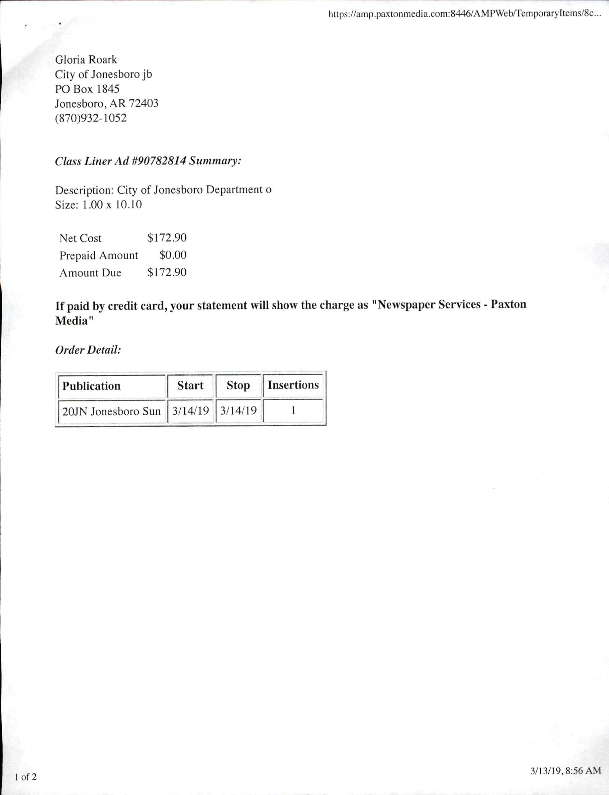 https://amp.paxtonmedia.com:8446/AMPWeb/TemporaryItems/8c...
Gloria Roark
City of Jonesboro jb
PO Box 1845
Jonesboro, AR 72403
(870)932-1052
Class Liner Ad #90782814 Summary:
Description: City of Jonesboro Department o
Size: 1.00 x 10.10
Net Cost $172.90
Prepaid Amount $0.00
Amount Due $172.90
If paid by credit card, your statement will show the charge as "Newspaper Services - Paxton
Media"
Order Detail:
Publication Start Stop Insertions
20JN Jonesboro Sun 3/14/19 3/14/19 1
1 of 2
3/13/19, 8:56 AM